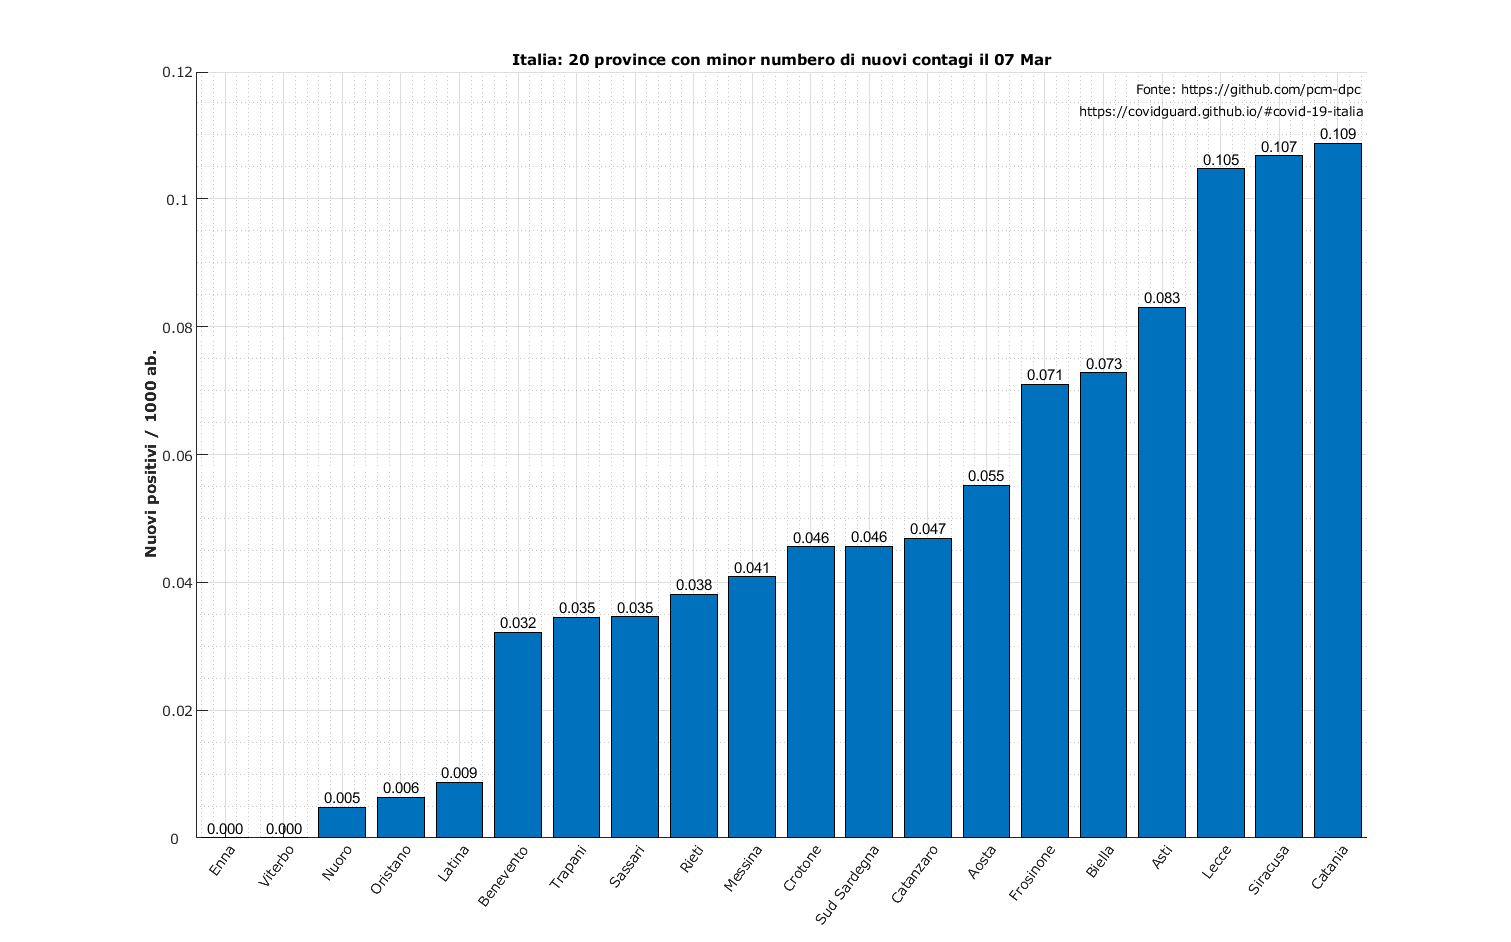 Italia: 20 province con minor numbero di nuovi contagi il 07 Mar
Fonte: https://github.com/pcm-dpc
https://covidguard.github.io/#covid-19-italia
Nuovi positivi / 1000 ab.
0.12
0.1
0.08
0.06
0.04
0.02
0
0.000
0.000
0.005
0.006
0.009
0.032
0.035
0.035
0.038
0.041
0.046
0.046
0.047
0.055
0.071
0.073
0.083
0.105
0.107
0.109
Enna
Viterbo
Nuoro
Oristano
Latina
Benevento
Trapani
Sassari
Rieti
Messina
Crotone
Sud Sardegna
Catanzaro
Aosta
Frosinone
Biella
Asti
Lecce
Siracusa
Catania